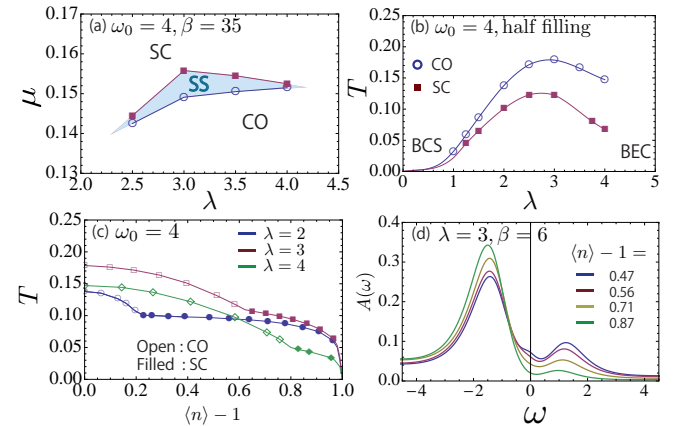 (a) ω₀ = 4, β = 35
SC
SS
CO
μ
0.17
0.16
0.15
0.14
0.13
2.0 2.5 3.0 3.5 4.0 4.5
λ
(b) ω₀ = 4, half filling
CO
SC
BCS
BEC
T
0.25
0.20
0.15
0.10
0.05
0.00
0 1 2 3 4 5
λ
(c) ω₀ = 4
λ = 2
λ = 3
λ = 4
Open : CO
Filled : SC
T
0.25
0.20
0.15
0.10
0.05
0.00
0.0 0.2 0.4 0.6 0.8 1.0
⟨n⟩ − 1
(d) λ = 3, β = 6
⟨n⟩ − 1 =
0.47
0.56
0.71
0.87
A(ω)
0.4
0.3
0.2
0.1
0.0
−4 −2 0 2 4
ω